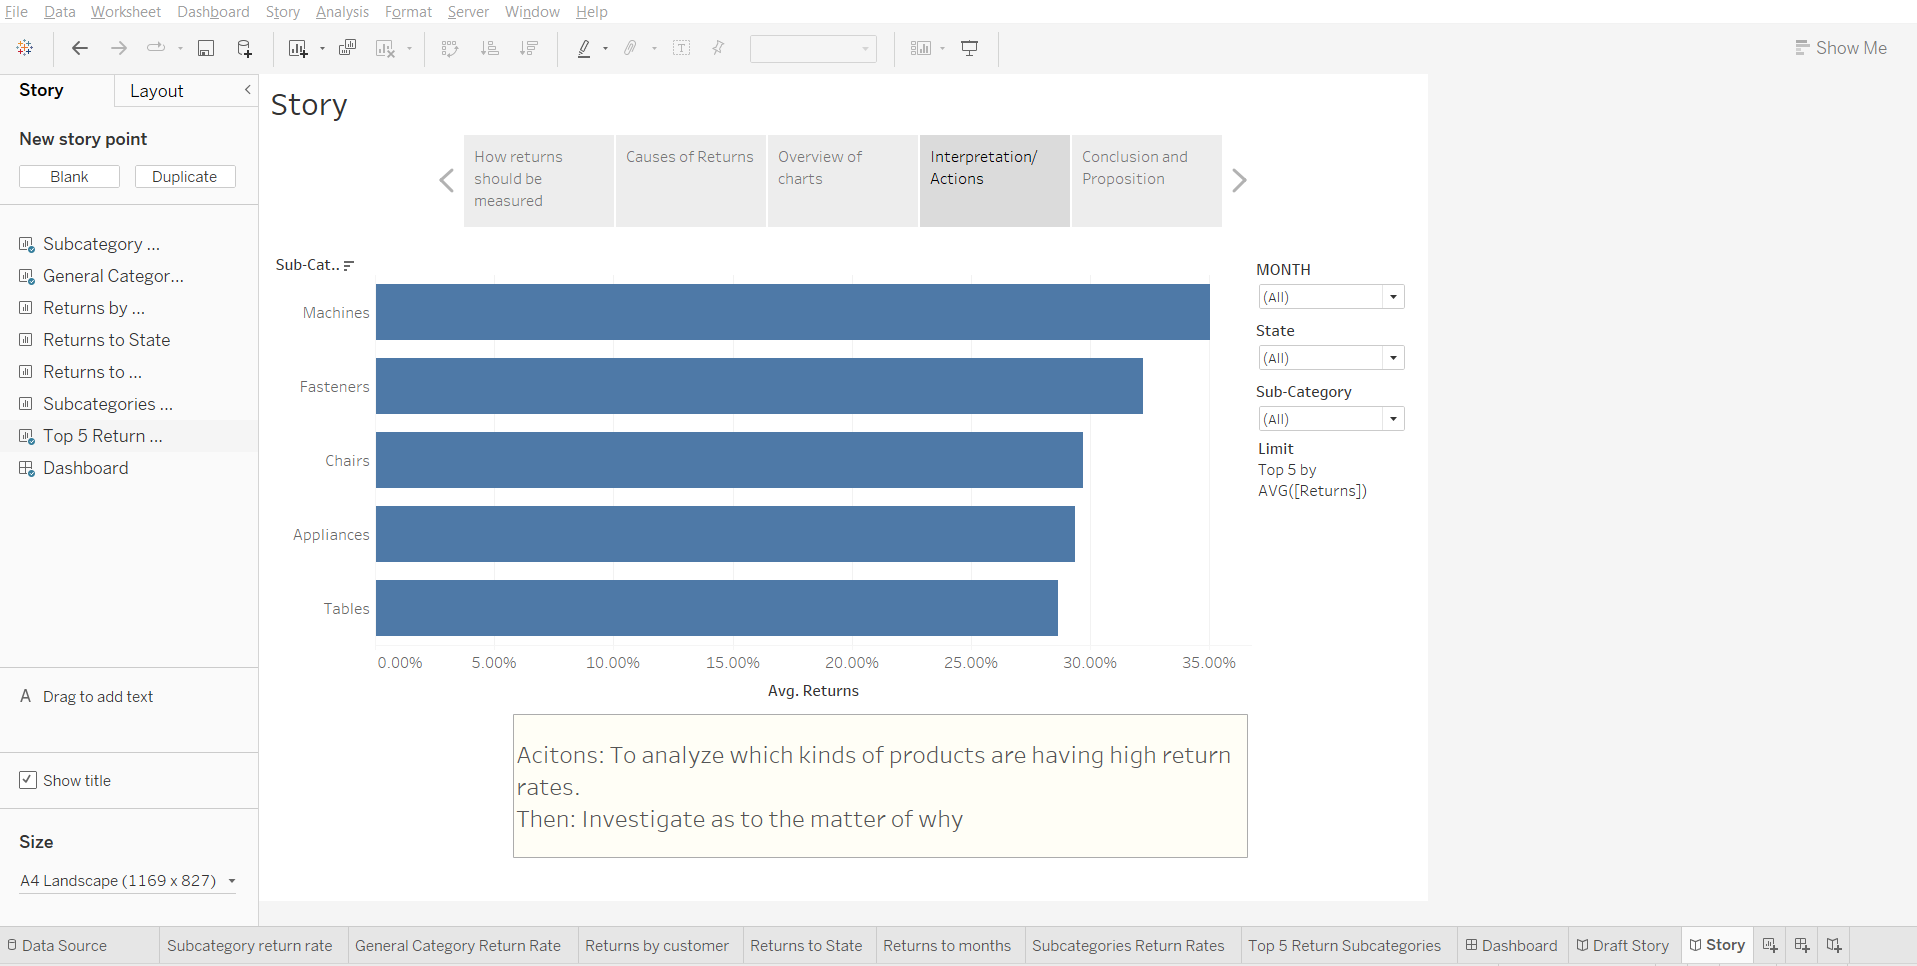 File Data Worksheet Dashboard Story Analysis Format Server Window Help
Show Me
Story Layout
New story point
Blank Duplicate
Subcategory ...
General Categor...
Returns by ...
Returns to State
Returns to ...
Subcategories ...
Top 5 Return ...
Dashboard
A Drag to add text
Show title
Size
A4 Landscape (1169 x 827)
Story
How returns
should be
measured
Causes of Returns
Overview of
charts
Interpretation/
Actions
Conclusion and
Proposition
Sub-Cat..
Machines
Fasteners
Chairs
Appliances
Tables
0.00% 5.00% 10.00% 15.00% 20.00% 25.00% 30.00% 35.00%
Avg. Returns
MONTH
(All)
State
(All)
Sub-Category
(All)
Limit
Top 5 by
AVG([Returns])
Acitons: To analyze which kinds of products are having high return
rates.
Then: Investigate as to the matter of why
Data Source Subcategory return rate General Category Return Rate Returns by customer Returns to State Returns to months Subcategories Return Rates Top 5 Return Subcategories Dashboard Draft Story Story